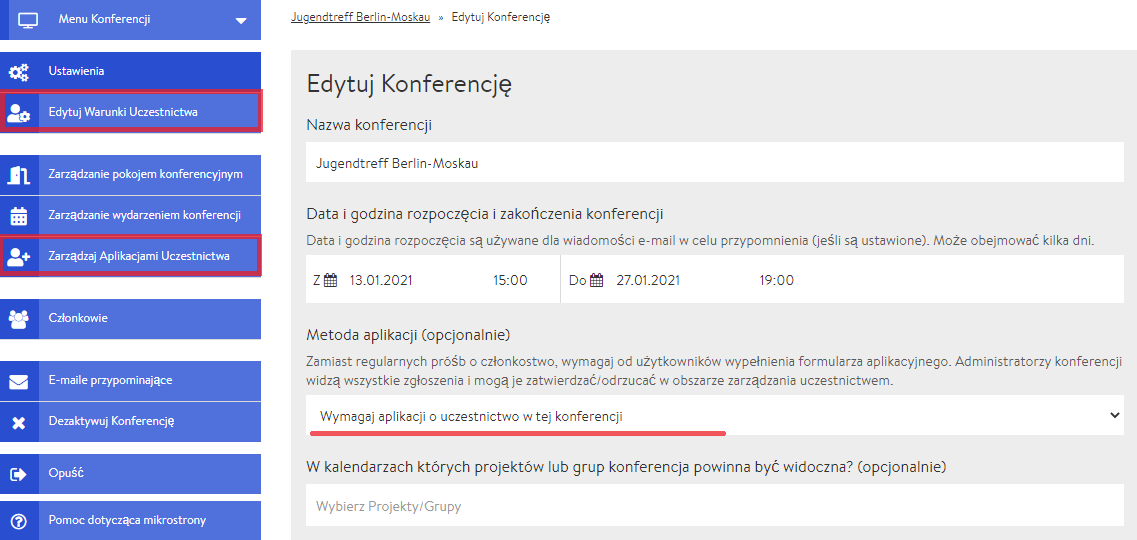 Menu Konferencji
Ustawienia
Edytuj Warunki Uczestnictwa
Zarządzanie pokojem konferencyjnym
Zarządzanie wydarzeniem konferencji
Zarządzaj Aplikacjami Uczestnictwa
Członkowie
E-maile przypominające
Dezaktywuj Konferencję
Opuść
Pomoc dotycząca mikrostrony
Jugendtreff Berlin-Moskau » Edytuj Konferencję
Edytuj Konferencję
Nazwa konferencji
Jugendtreff Berlin-Moskau
Data i godzina rozpoczęcia i zakończenia konferencji
Data i godzina rozpoczęcia są używane dla wiadomości e-mail w celu przypomnienia (jeśli są ustawione). Może obejmować kilka dni.
Z 13.01.2021 15:00 Do 27.01.2021 19:00
Metoda aplikacji (opcjonalnie)
Zamiast regularnych próśb o członkostwo, wymagaj od użytkowników wypełnienia formularza aplikacyjnego. Administratorzy konferencji
widzą wszystkie zgłoszenia i mogą je zatwierdzać/odrzucać w obszarze zarządzania uczestnictwem.
Wymagaj aplikacji o uczestnictwo w tej konferencji
W kalendarzach których projektów lub grup konferencja powinna być widoczna? (opcjonalnie)
Wybierz Projekty/Grupy